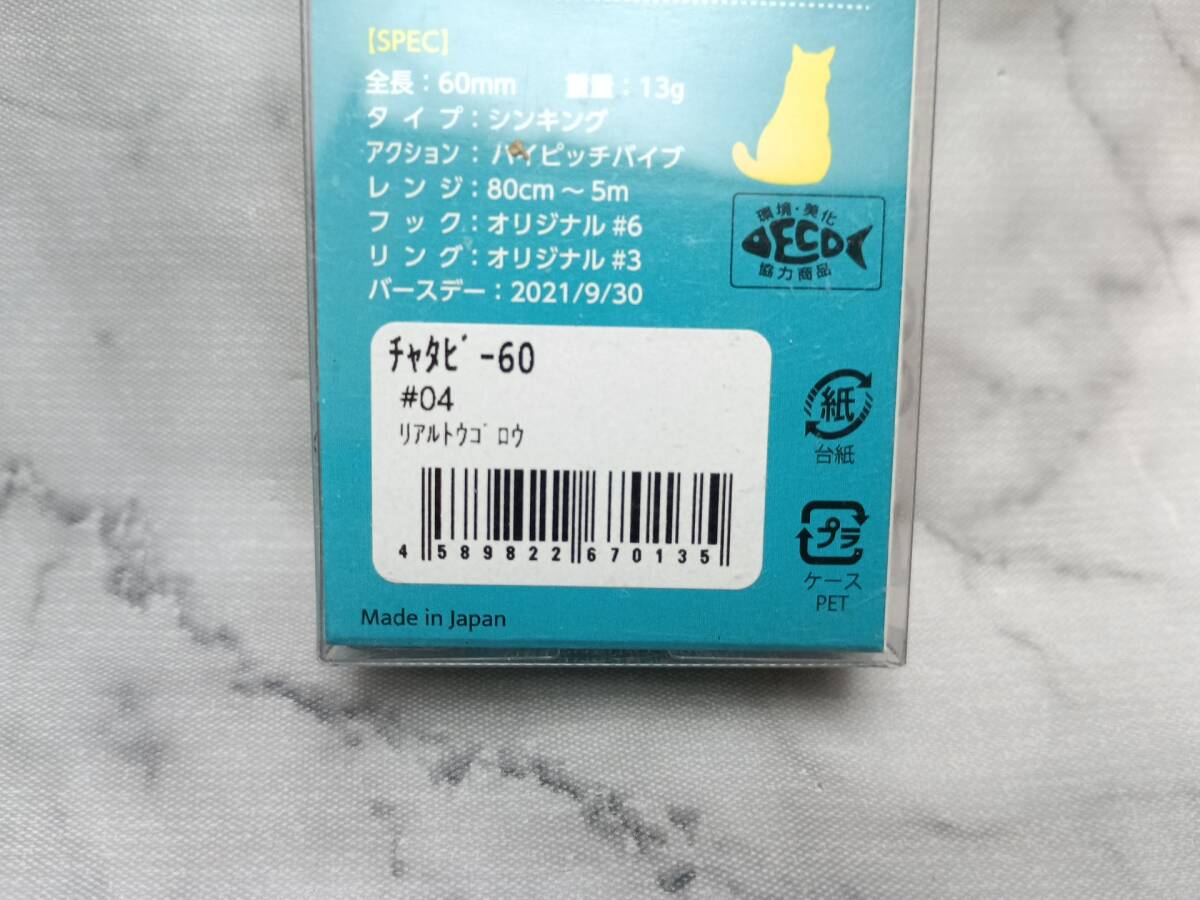 [SPEC]
全長：60mm　重量：13g
タイプ：シンキング
アクション：ハイピッチバイブ
レンジ：80cm～5m
フック：オリジナル #6
リング：オリジナル #3
バースデー：2021/9/30
環境・美化
ECO
協力商品
ﾁｬﾀﾋﾞｰ60
#04
ﾘｱﾙﾄｳｺﾞﾛｳ
4 589822 670135
紙
台紙
プラ
ケース
PET
Made in Japan